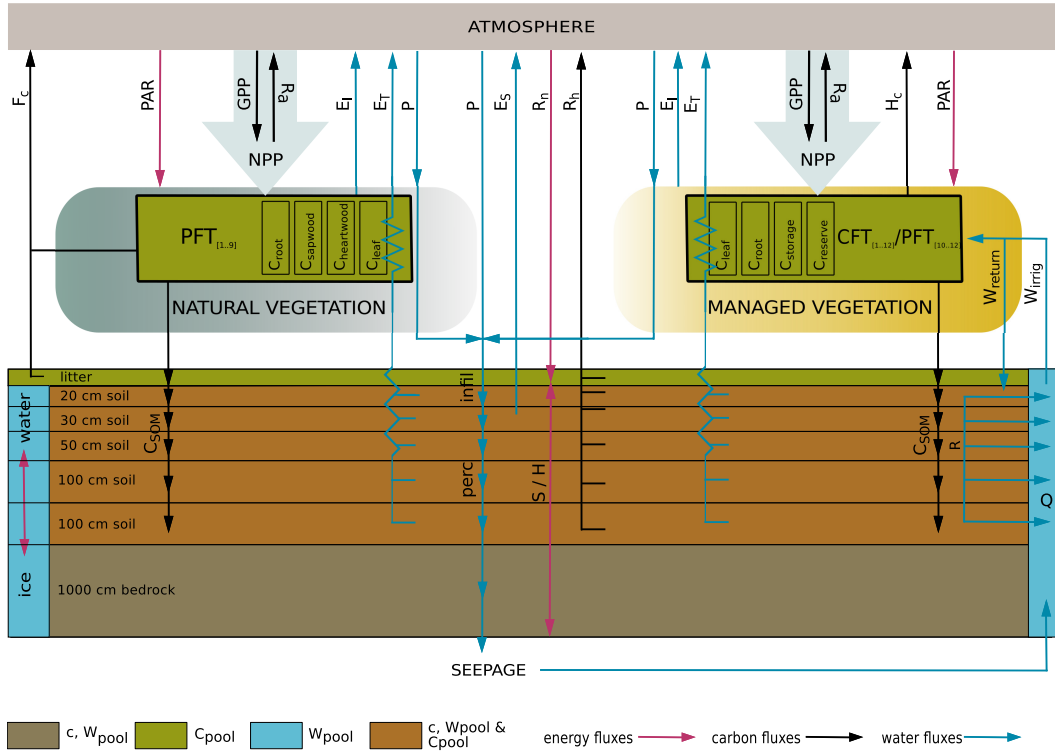 ATMOSPHERE
Fc
PAR
GPP
Ra
NPP
EI
ET
P
P
ES
Rn
Rh
P
EI
ET
GPP
Ra
NPP
Hc
PAR
PFT[1..9]
Croot
Csapwood
Cheartwood
Cleaf
NATURAL VEGETATION
Cleaf
Croot
Cstorage
Creserve
CFT[1..12]/PFT[10..12]
MANAGED VEGETATION
Wreturn
Wirrig
litter
20 cm soil
30 cm soil
50 cm soil
100 cm soil
100 cm soil
1000 cm bedrock
water
ice
CSOM
infil
perc
S / H
CSOM
R
Q
SEEPAGE
c, Wpool
Cpool
Wpool
c, Wpool &
Cpool
energy fluxes
carbon fluxes
water fluxes